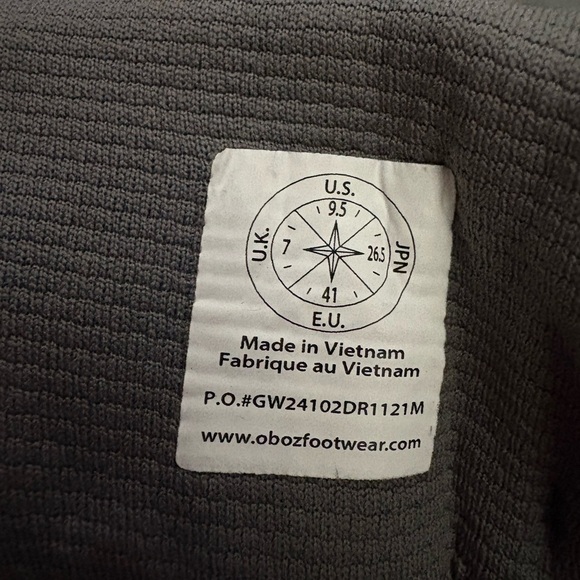 U.S.
9.5
U.K.
7
26.5
JPN
41
E.U.
Made in Vietnam
Fabrique au Vietnam
P.O.#GW24102DR1121M
www.obozfootwear.com